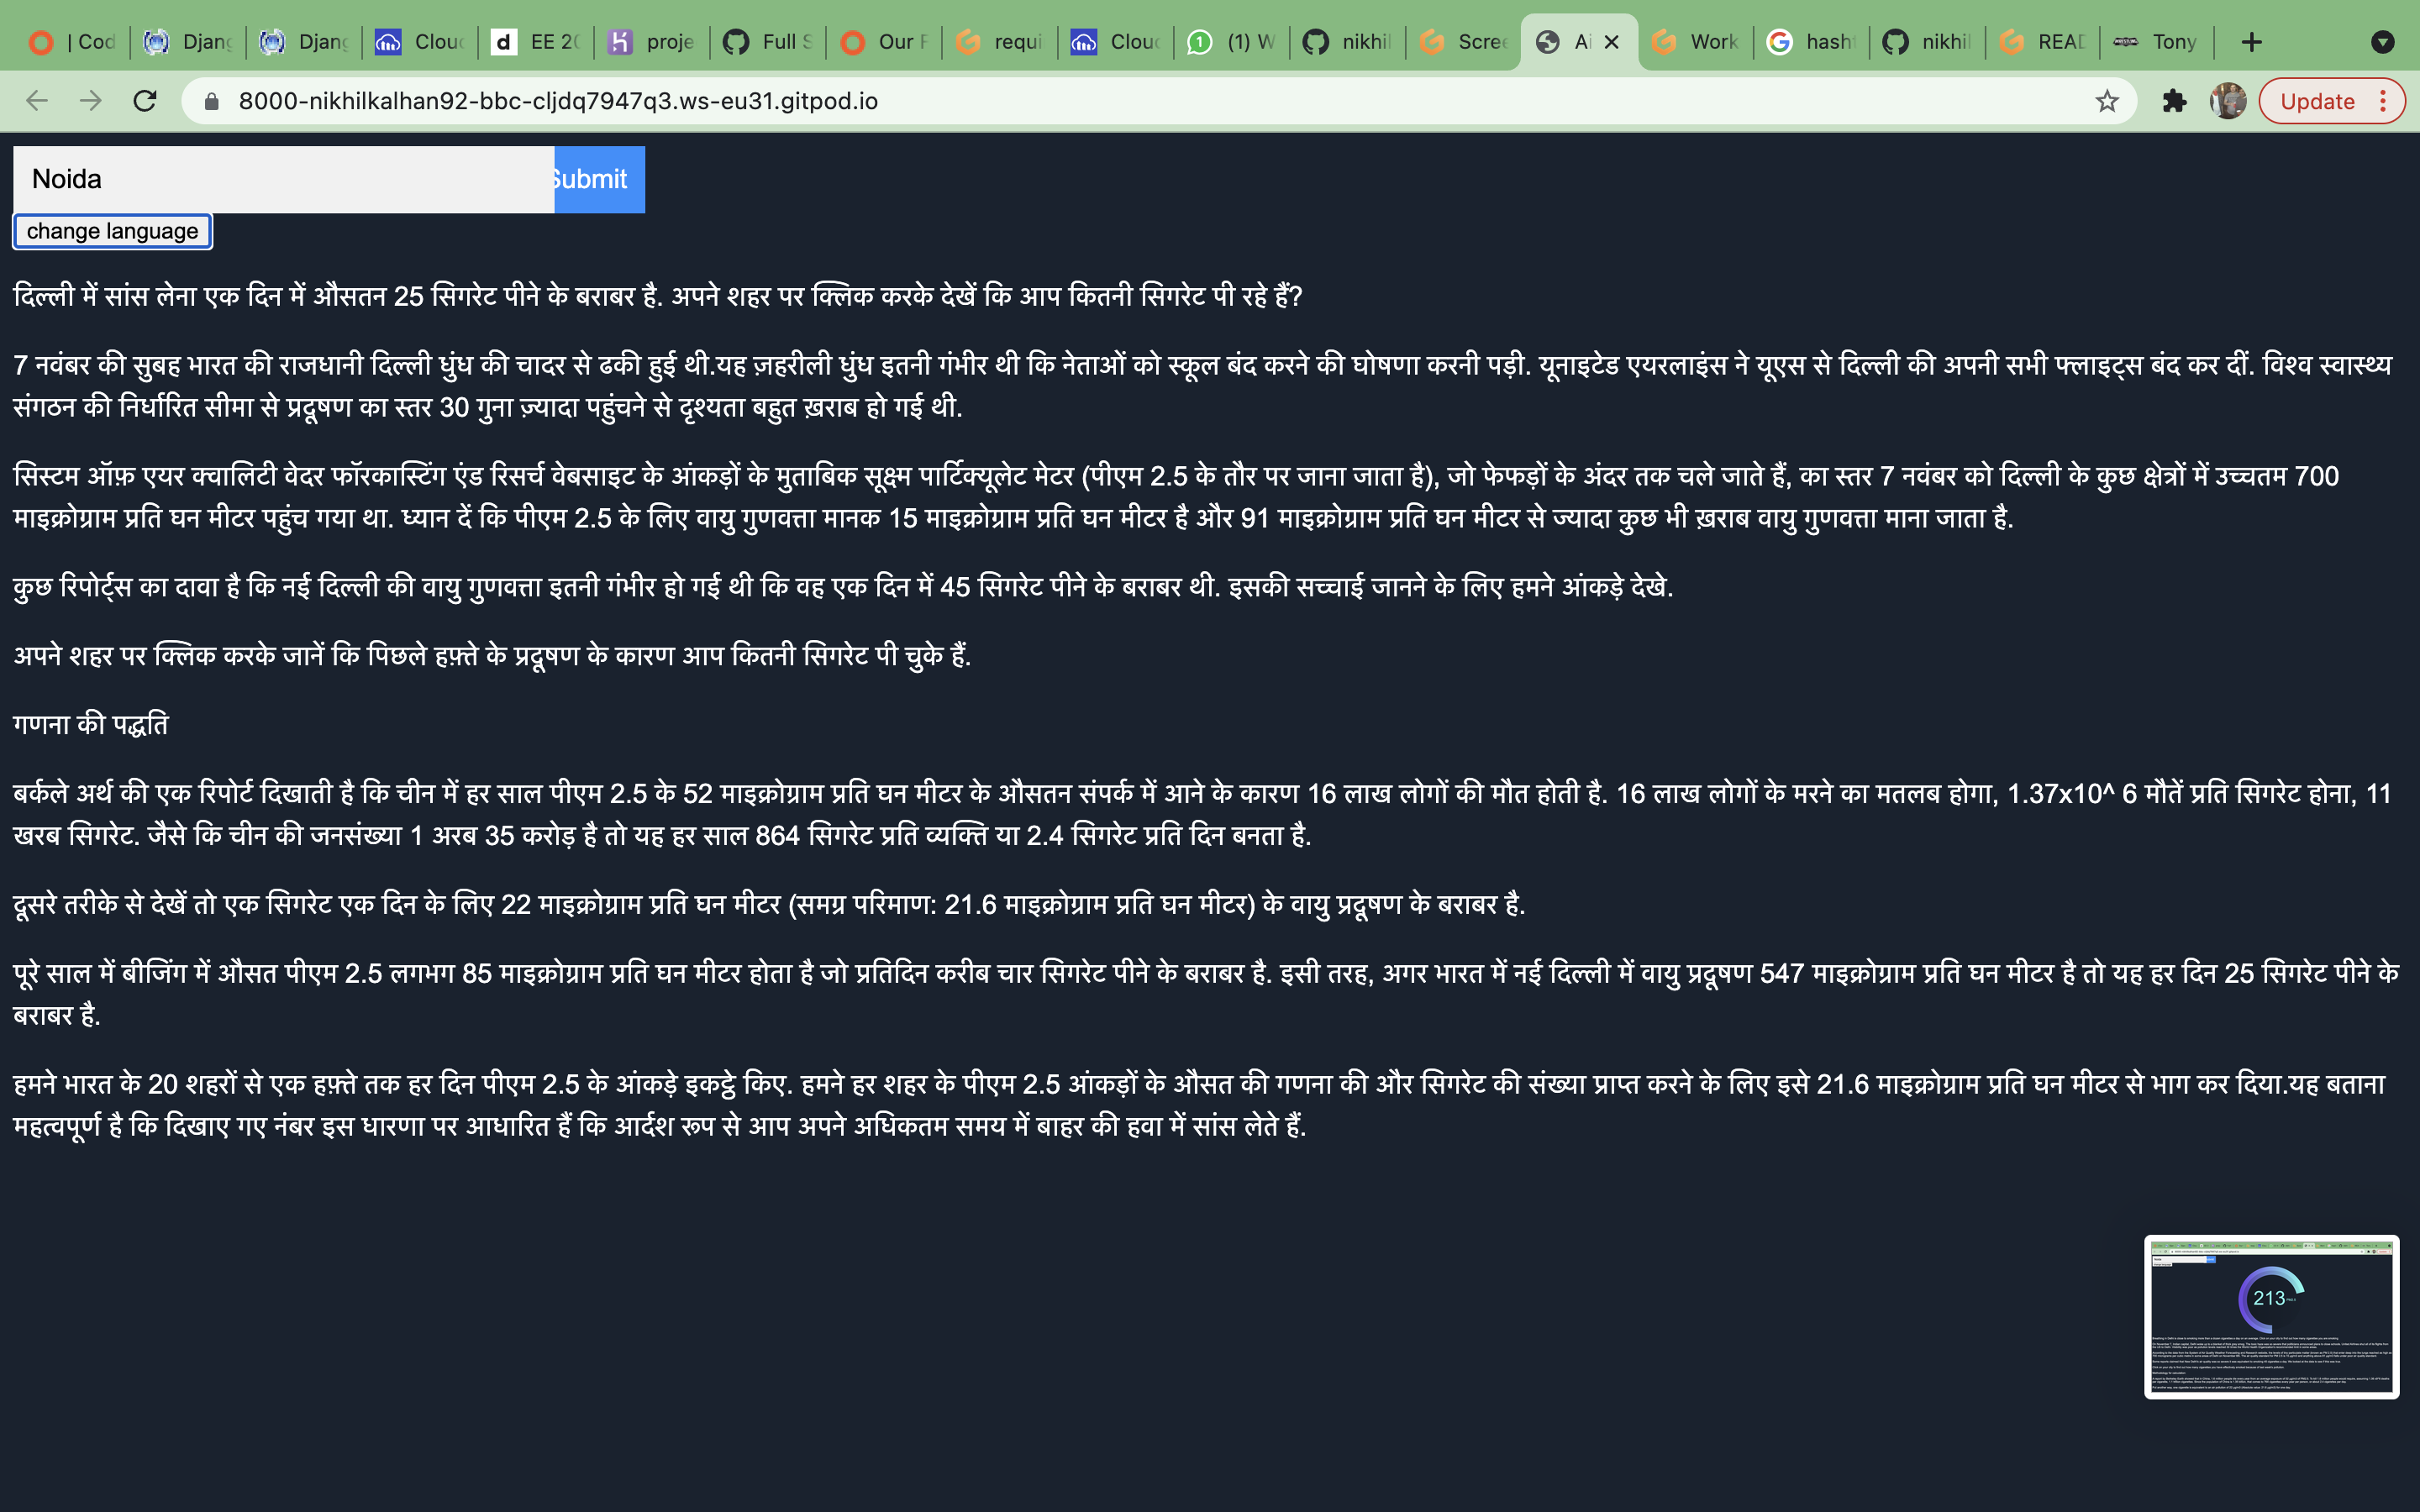 | Cod
Djang
Djang
Clouc
EE 20
proje
Full S
Our F
requi
Clouc
(1) W
nikhil
Scree
Ai
Work
hasht
nikhil
READ
Tony
8000-nikhilkalhan92-bbc-cljdq7947q3.ws-eu31.gitpod.io
Update
Noida
Submit
change language
दिल्ली में सांस लेना एक दिन में औसतन 25 सिगरेट पीने के बराबर है. अपने शहर पर क्लिक करके देखें कि आप कितनी सिगरेट पी रहे हैं?
7 नवंबर की सुबह भारत की राजधानी दिल्ली धुंध की चादर से ढकी हुई थी.यह ज़हरीली धुंध इतनी गंभीर थी कि नेताओं को स्कूल बंद करने की घोषणा करनी पड़ी. यूनाइटेड एयरलाइंस ने यूएस से दिल्ली की अपनी सभी फ्लाइट्स बंद कर दीं. विश्व स्वास्थ्य
संगठन की निर्धारित सीमा से प्रदूषण का स्तर 30 गुना ज़्यादा पहुंचने से दृश्यता बहुत ख़राब हो गई थी.
सिस्टम ऑफ़ एयर क्वालिटी वेदर फॉरकास्टिंग एंड रिसर्च वेबसाइट के आंकड़ों के मुताबिक सूक्ष्म पार्टिक्यूलेट मेटर (पीएम 2.5 के तौर पर जाना जाता है), जो फेफड़ों के अंदर तक चले जाते हैं, का स्तर 7 नवंबर को दिल्ली के कुछ क्षेत्रों में उच्चतम 700
माइक्रोग्राम प्रति घन मीटर पहुंच गया था. ध्यान दें कि पीएम 2.5 के लिए वायु गुणवत्ता मानक 15 माइक्रोग्राम प्रति घन मीटर है और 91 माइक्रोग्राम प्रति घन मीटर से ज्यादा कुछ भी ख़राब वायु गुणवत्ता माना जाता है.
कुछ रिपोर्ट्स का दावा है कि नई दिल्ली की वायु गुणवत्ता इतनी गंभीर हो गई थी कि वह एक दिन में 45 सिगरेट पीने के बराबर थी. इसकी सच्चाई जानने के लिए हमने आंकड़े देखे.
अपने शहर पर क्लिक करके जानें कि पिछले हफ़्ते के प्रदूषण के कारण आप कितनी सिगरेट पी चुके हैं.
गणना की पद्धति
बर्कले अर्थ की एक रिपोर्ट दिखाती है कि चीन में हर साल पीएम 2.5 के 52 माइक्रोग्राम प्रति घन मीटर के औसतन संपर्क में आने के कारण 16 लाख लोगों की मौत होती है. 16 लाख लोगों के मरने का मतलब होगा, 1.37x10^ 6 मौतें प्रति सिगरेट होना, 11
खरब सिगरेट. जैसे कि चीन की जनसंख्या 1 अरब 35 करोड़ है तो यह हर साल 864 सिगरेट प्रति व्यक्ति या 2.4 सिगरेट प्रति दिन बनता है.
दूसरे तरीके से देखें तो एक सिगरेट एक दिन के लिए 22 माइक्रोग्राम प्रति घन मीटर (समग्र परिमाण: 21.6 माइक्रोग्राम प्रति घन मीटर) के वायु प्रदूषण के बराबर है.
पूरे साल में बीजिंग में औसत पीएम 2.5 लगभग 85 माइक्रोग्राम प्रति घन मीटर होता है जो प्रतिदिन करीब चार सिगरेट पीने के बराबर है. इसी तरह, अगर भारत में नई दिल्ली में वायु प्रदूषण 547 माइक्रोग्राम प्रति घन मीटर है तो यह हर दिन 25 सिगरेट पीने के
बराबर है.
हमने भारत के 20 शहरों से एक हफ़्ते तक हर दिन पीएम 2.5 के आंकड़े इकट्ठे किए. हमने हर शहर के पीएम 2.5 आंकड़ों के औसत की गणना की और सिगरेट की संख्या प्राप्त करने के लिए इसे 21.6 माइक्रोग्राम प्रति घन मीटर से भाग कर दिया.यह बताना
महत्वपूर्ण है कि दिखाए गए नंबर इस धारणा पर आधारित हैं कि आर्दश रूप से आप अपने अधिकतम समय में बाहर की हवा में सांस लेते हैं.
213